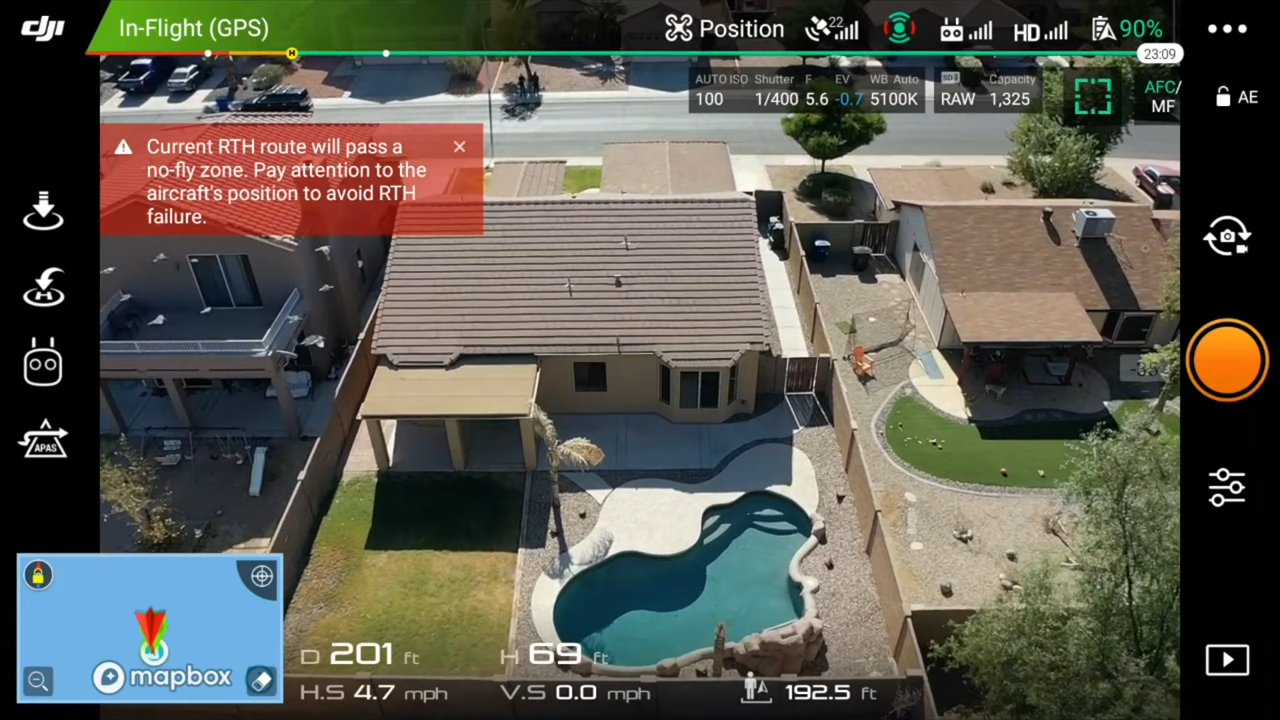 dji In-Flight (GPS) Position 22 HD 90%
H
23:09
AUTO ISO Shutter F EV WB Auto SD Capacity
100 1/400 5.6 -0.7 5100K RAW 1,325
AFC/
MF
AE
Current RTH route will pass a
no-fly zone. Pay attention to the
aircraft's position to avoid RTH
failure.
H
APAS
mapbox
D 201 ft H 69 ft
H.S 4.7 mph V.S 0.0 mph 192.5 ft